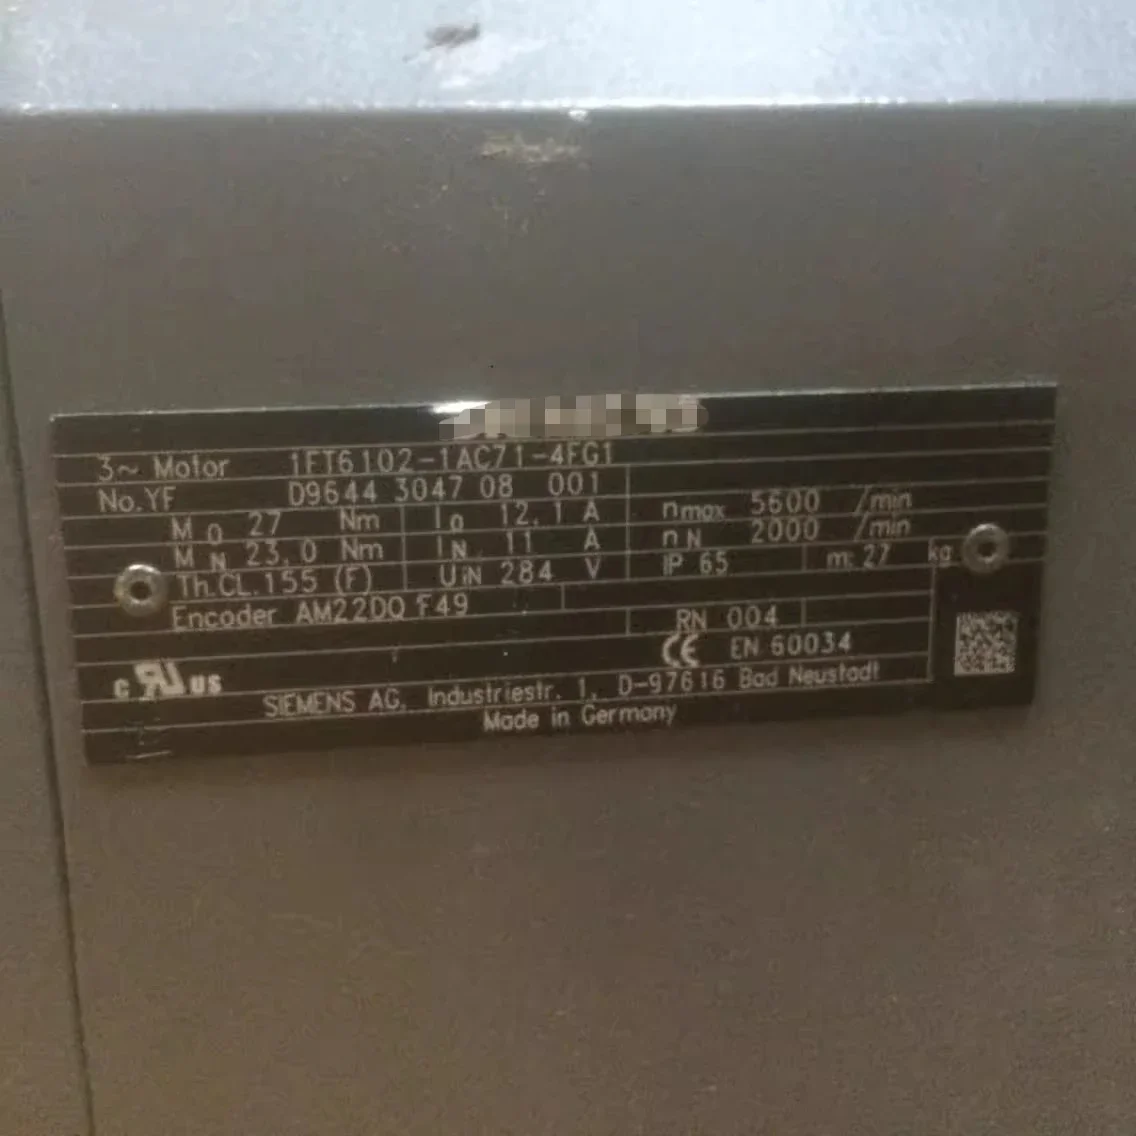 3~ Motor 1FT6102-1AC71-4FG1
No. YF D9644 3047 08 001
M0 27 Nm I0 12,1 A nmax 5600 /min
MN 23,0 Nm IN 11 A nN 2000 /min
Th.CL.155 (F) UiN 284 V IP 65 m: 27 kg
Encoder AM22DQ F49
RN 004
CE EN 60034
c RU us
SIEMENS AG, Industriestr. 1, D-97616 Bad Neustadt
Made in Germany